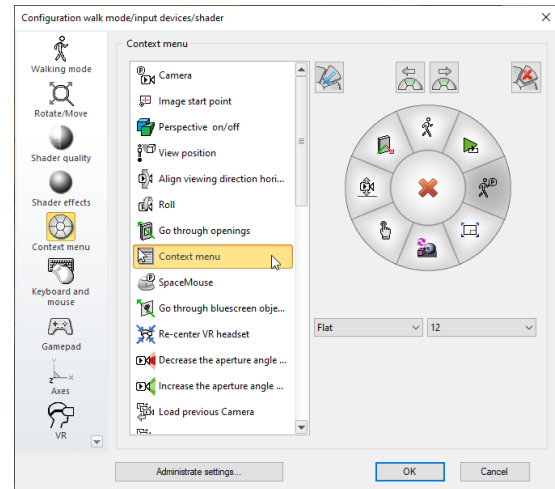 Configuration walk mode/input devices/shader
Walking mode
Rotate/Move
Shader quality
Shader effects
Context menu
Keyboard and
mouse
Gamepad
Axes
VR
Context menu
Camera
Image start point
Perspective on/off
View position
Align viewing direction hori...
Roll
Go through openings
Context menu
SpaceMouse
Go through bluescreen obje...
Re-center VR headset
Decrease the aperture angle ...
Increase the aperture angle ...
Load previous Camera
Flat
12
Administrate settings...
OK
Cancel